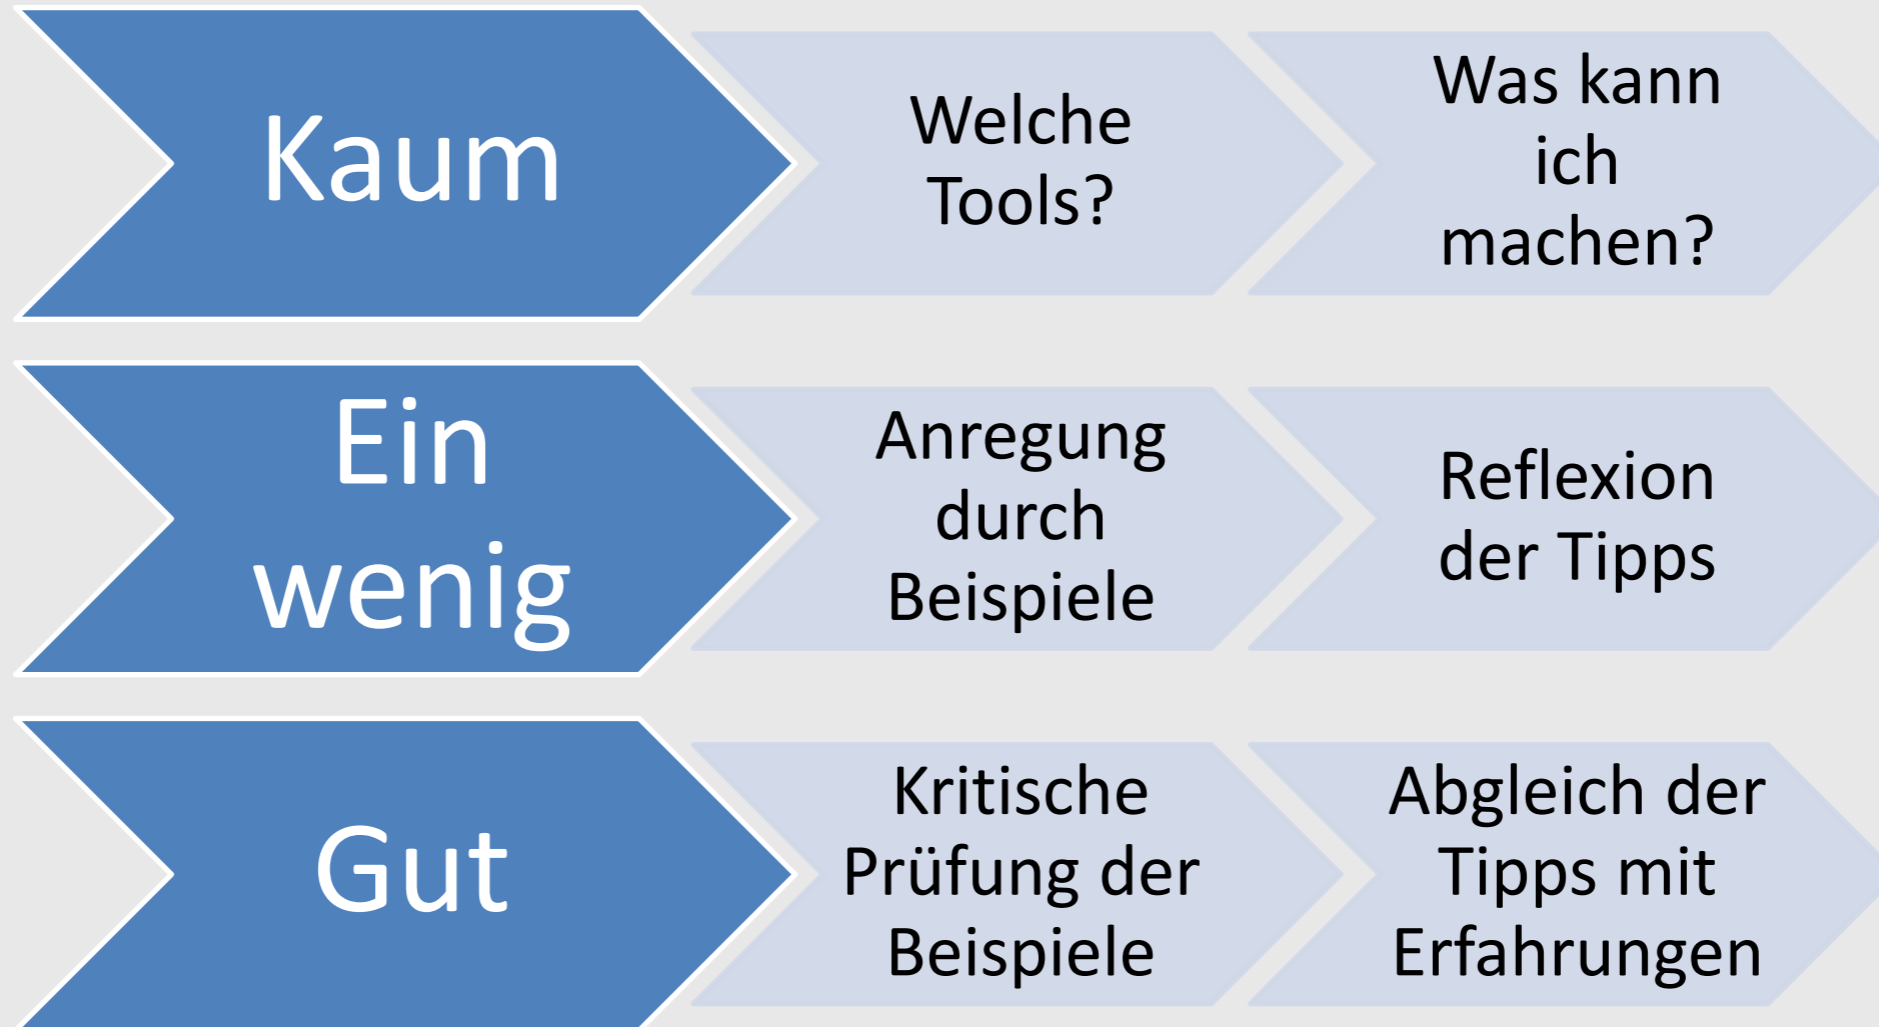 Kaum
Welche
Tools?
Was kann
ich
machen?
Ein
wenig
Anregung
durch
Beispiele
Reflexion
der Tipps
Gut
Kritische
Prüfung der
Beispiele
Abgleich der
Tipps mit
Erfahrungen